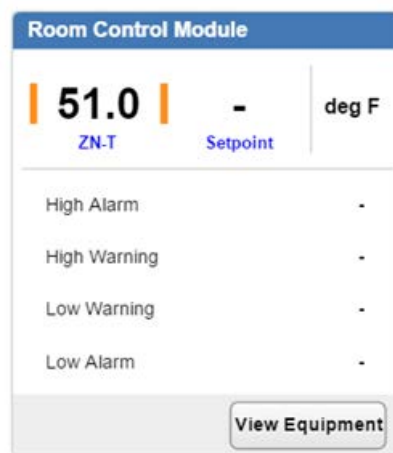 Room Control Module
51.0 - deg F
ZN-T Setpoint
High Alarm -
High Warning -
Low Warning -
Low Alarm -
View Equipment